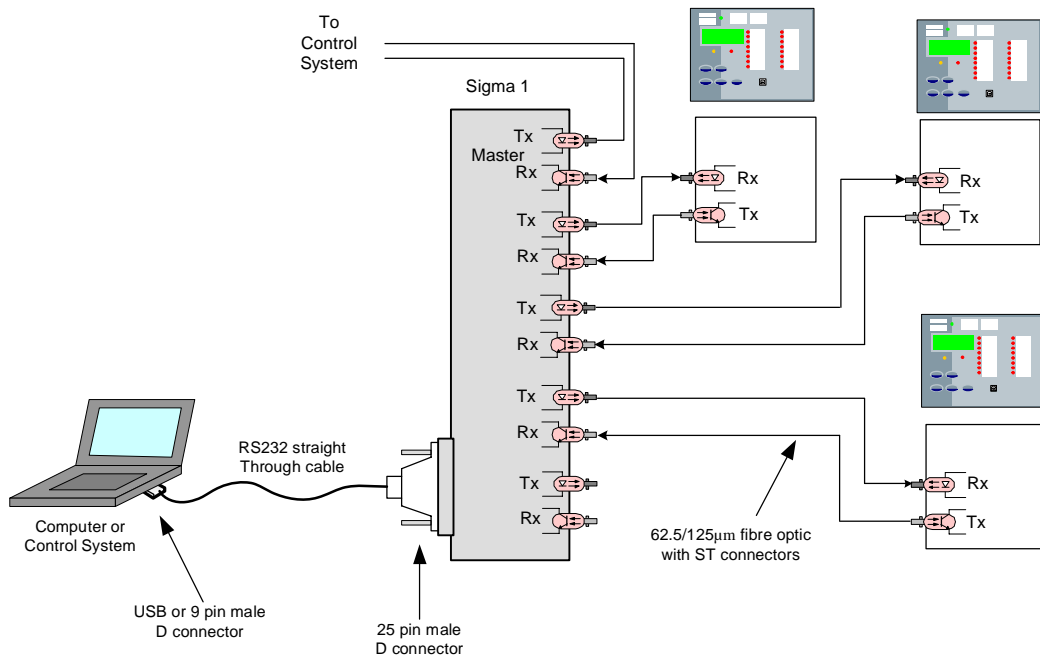 To
Control
System
Sigma 1
Tx
Master
Rx
Tx
Rx
Tx
Rx
Tx
Rx
Tx
Rx
Rx
Tx
Rx
Tx
Rx
Tx
RS232 straight
Through cable
Computer or
Control System
USB or 9 pin male
D connector
25 pin male
D connector
62.5/125μm fibre optic
with ST connectors